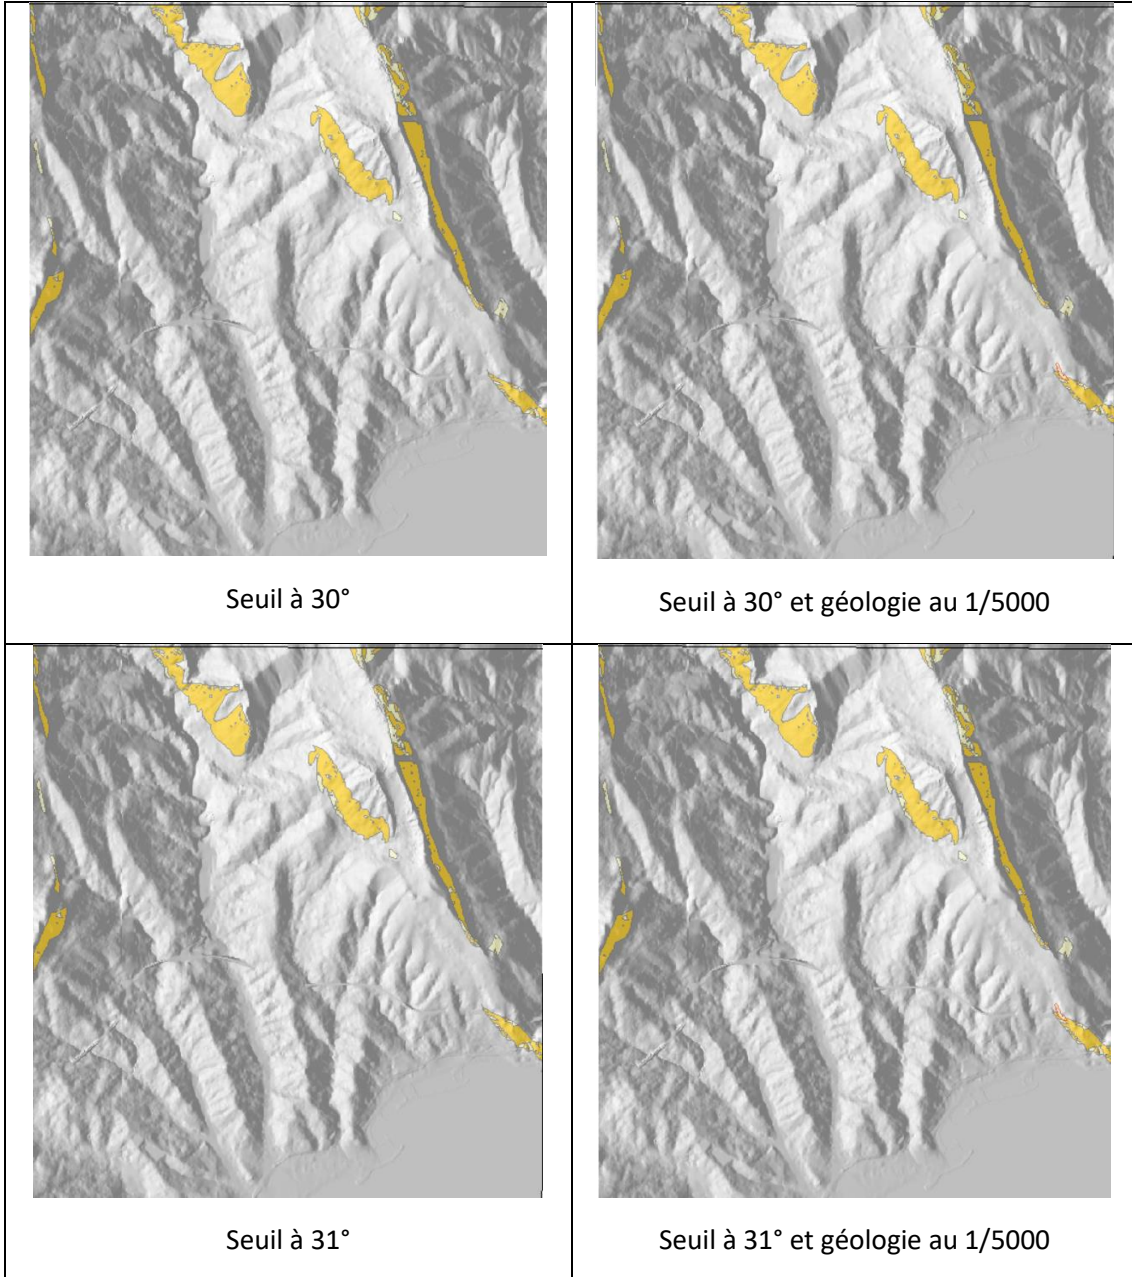 Seuil à 30°
Seuil à 30° et géologie au 1/5000
Seuil à 31°
Seuil à 31° et géologie au 1/5000